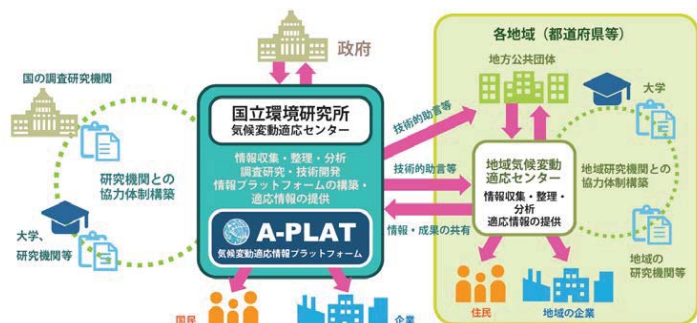 政府
国の調査研究機関
研究機関との
協力体制構築
大学、
研究機関等
国立環境研究所
気候変動適応センター
情報収集・整理・分析
調査研究・技術開発
情報プラットフォームの構築・
適応情報の提供
A-PLAT
気候変動適応情報プラットフォーム
国民
企業
技術的助言等
技術的助言等
情報・成果の共有
各地域（都道府県等）
地方公共団体
大学
地域気候変動
適応センター
情報収集・整理・
分析
適応情報の提供
地域研究機関との
協力体制構築
地域の
研究機関等
住民
地域の企業